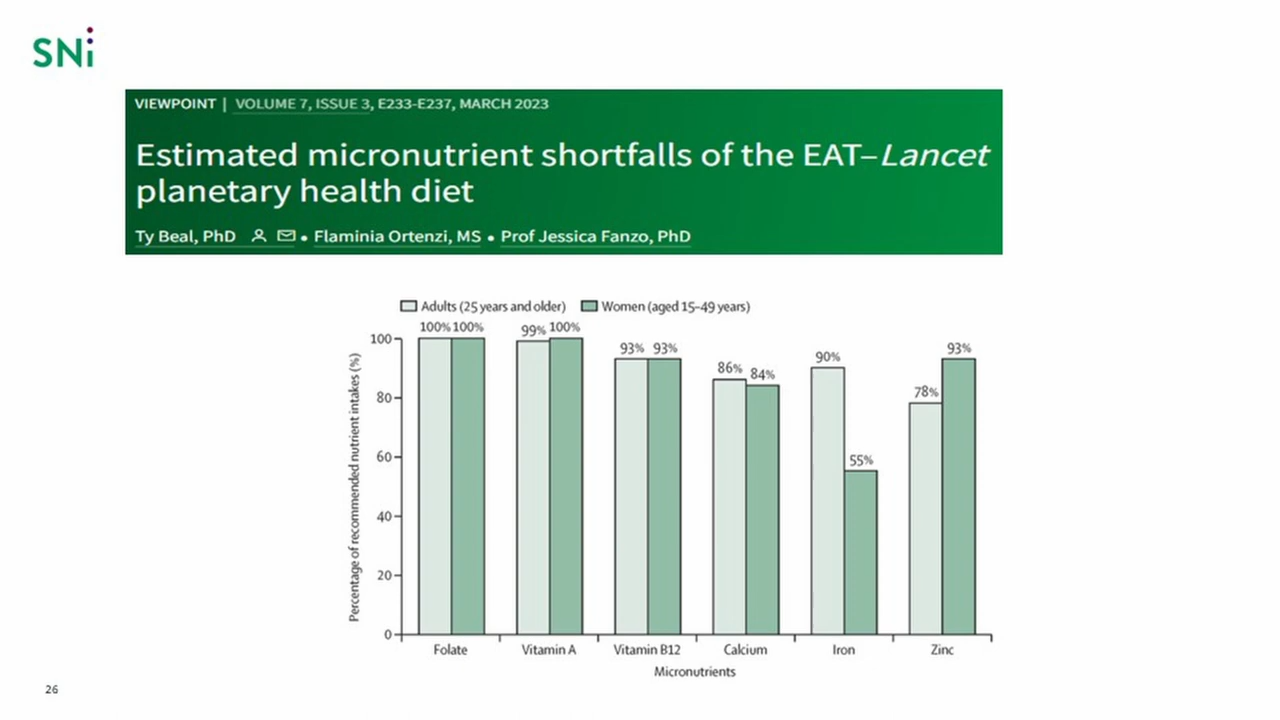 SNi
VIEWPOINT | VOLUME 7, ISSUE 3, E233-E237, MARCH 2023
Estimated micronutrient shortfalls of the EAT–Lancet
planetary health diet
Ty Beal, PhD • Flaminia Ortenzi, MS • Prof Jessica Fanzo, PhD
Adults (25 years and older) Women (aged 15–49 years)
100% 100% 99% 100% 93% 93% 86% 84% 90% 55% 78% 93%
Percentage of recommended nutrient intakes (%)
100
80
60
40
20
0
Folate Vitamin A Vitamin B12 Calcium Iron Zinc
Micronutrients
26